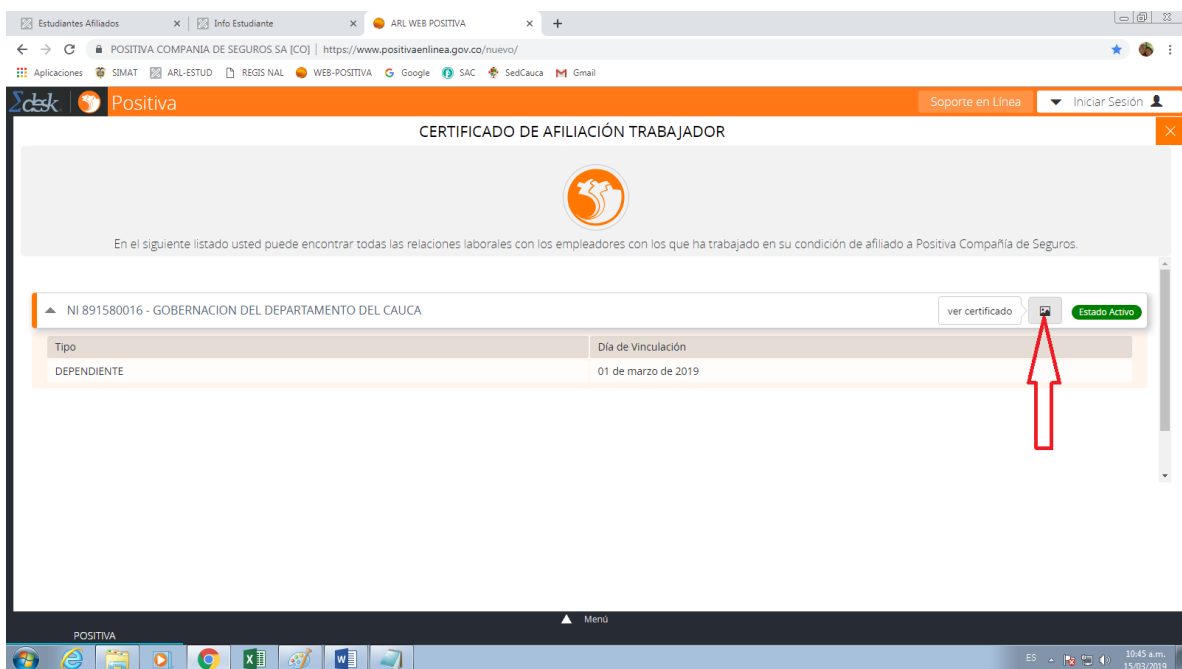 Estudiantes Afiliados
Info Estudiante
ARL WEB POSITIVA
POSITIVA COMPANIA DE SEGUROS SA [CO] | https://www.positivaenlinea.gov.co/nuevo/
Aplicaciones SIMAT ARL-ESTUD REGIS NAL WEB-POSITIVA Google SAC SedCauca Gmail
Σdesk. Positiva Soporte en Línea Iniciar Sesión
CERTIFICADO DE AFILIACIÓN TRABAJADOR
En el siguiente listado usted puede encontrar todas las relaciones laborales con los empleadores con los que ha trabajado en su condición de afiliado a Positiva Compañía de Seguros.
NI 891580016 - GOBERNACION DEL DEPARTAMENTO DEL CAUCA ver certificado Estado Activo
Tipo Día de Vinculación
DEPENDIENTE 01 de marzo de 2019
Menú
POSITIVA
ES 10:45 a.m.
15/03/2019